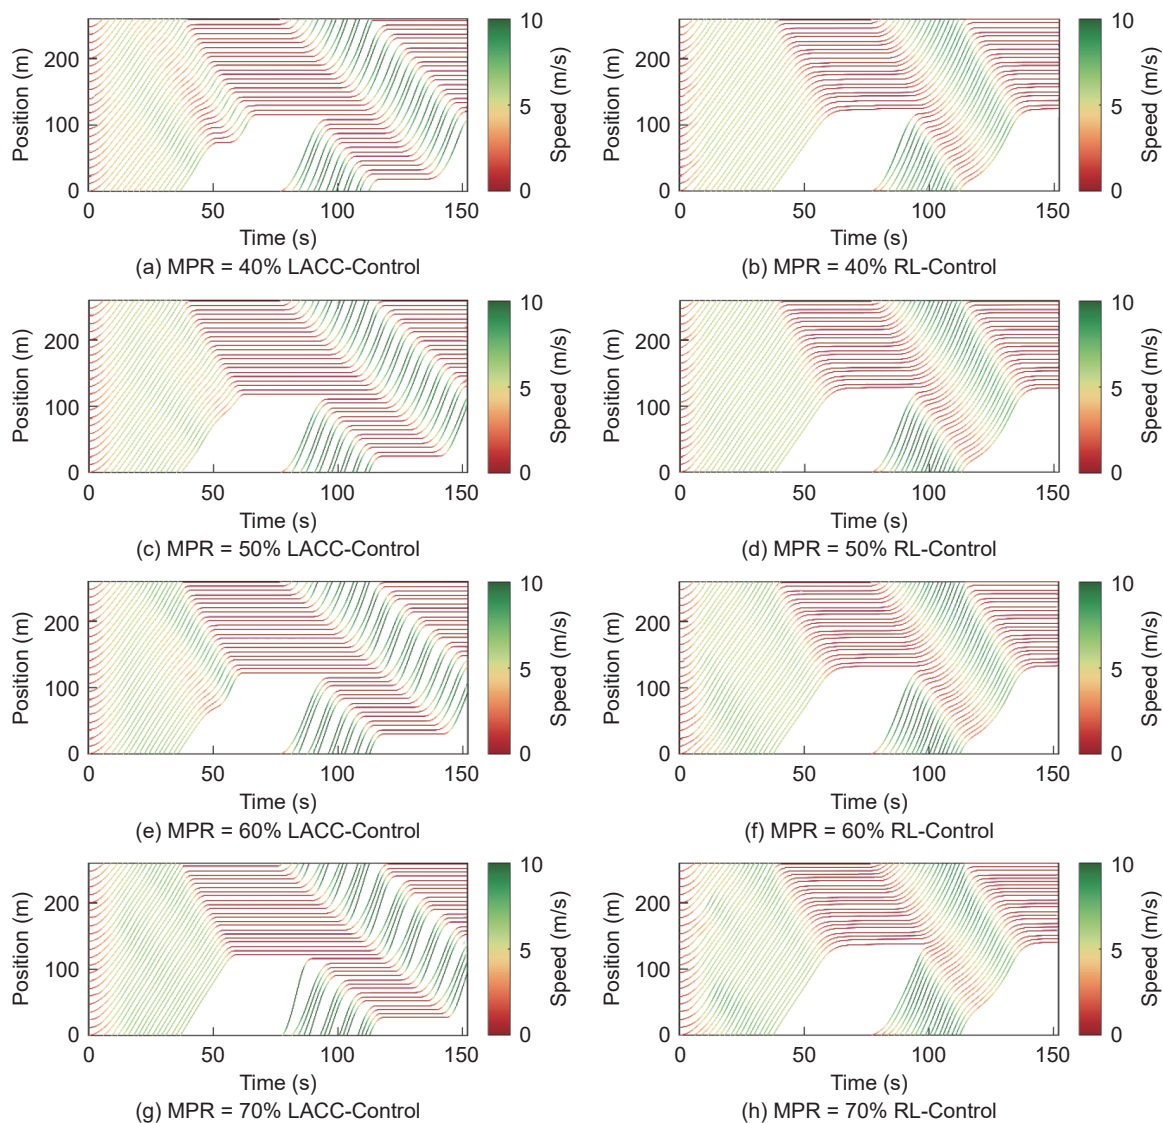 Position (m)
200
100
0
0 50 100 150
Time (s)
10
5
0
Speed (m/s)
(a) MPR = 40% LACC-Control
Position (m)
200
100
0
0 50 100 150
Time (s)
10
5
0
Speed (m/s)
(b) MPR = 40% RL-Control
Position (m)
200
100
0
0 50 100 150
Time (s)
10
5
0
Speed (m/s)
(c) MPR = 50% LACC-Control
Position (m)
200
100
0
0 50 100 150
Time (s)
10
5
0
Speed (m/s)
(d) MPR = 50% RL-Control
Position (m)
200
100
0
0 50 100 150
Time (s)
10
5
0
Speed (m/s)
(e) MPR = 60% LACC-Control
Position (m)
200
100
0
0 50 100 150
Time (s)
10
5
0
Speed (m/s)
(f) MPR = 60% RL-Control
Position (m)
200
100
0
0 50 100 150
Time (s)
10
5
0
Speed (m/s)
(g) MPR = 70% LACC-Control
Position (m)
200
100
0
0 50 100 150
Time (s)
10
5
0
Speed (m/s)
(h) MPR = 70% RL-Control